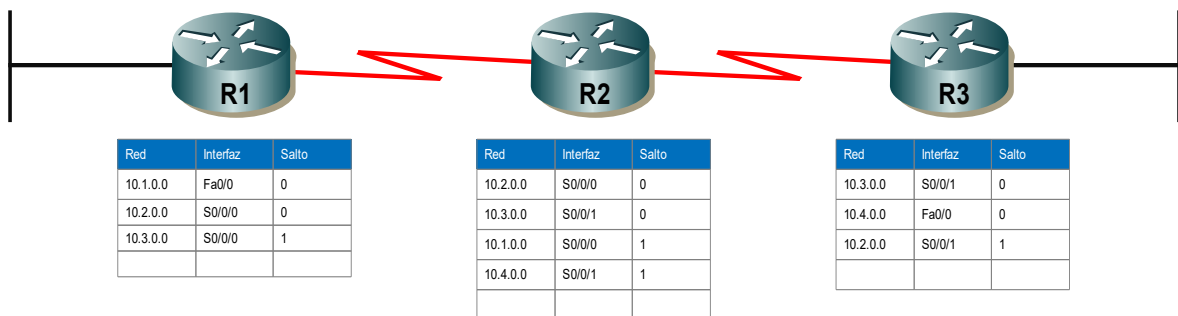 R1
R2
R3
Red Interfaz Salto
10.1.0.0 Fa0/0 0
10.2.0.0 S0/0/0 0
10.3.0.0 S0/0/0 1
Red Interfaz Salto
10.2.0.0 S0/0/0 0
10.3.0.0 S0/0/1 0
10.1.0.0 S0/0/0 1
10.4.0.0 S0/0/1 1
Red Interfaz Salto
10.3.0.0 S0/0/1 0
10.4.0.0 Fa0/0 0
10.2.0.0 S0/0/1 1